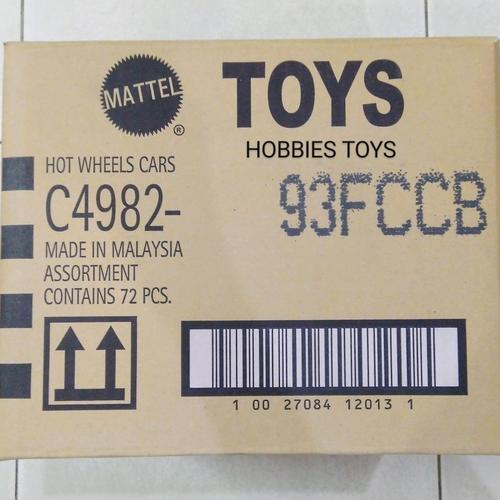 MATTEL
®
TOYS
HOBBIES TOYS
HOT WHEELS CARS
C4982-
93FCCB
MADE IN MALAYSIA
ASSORTMENT
CONTAINS 72 PCS.
1 00 27084 12013 1